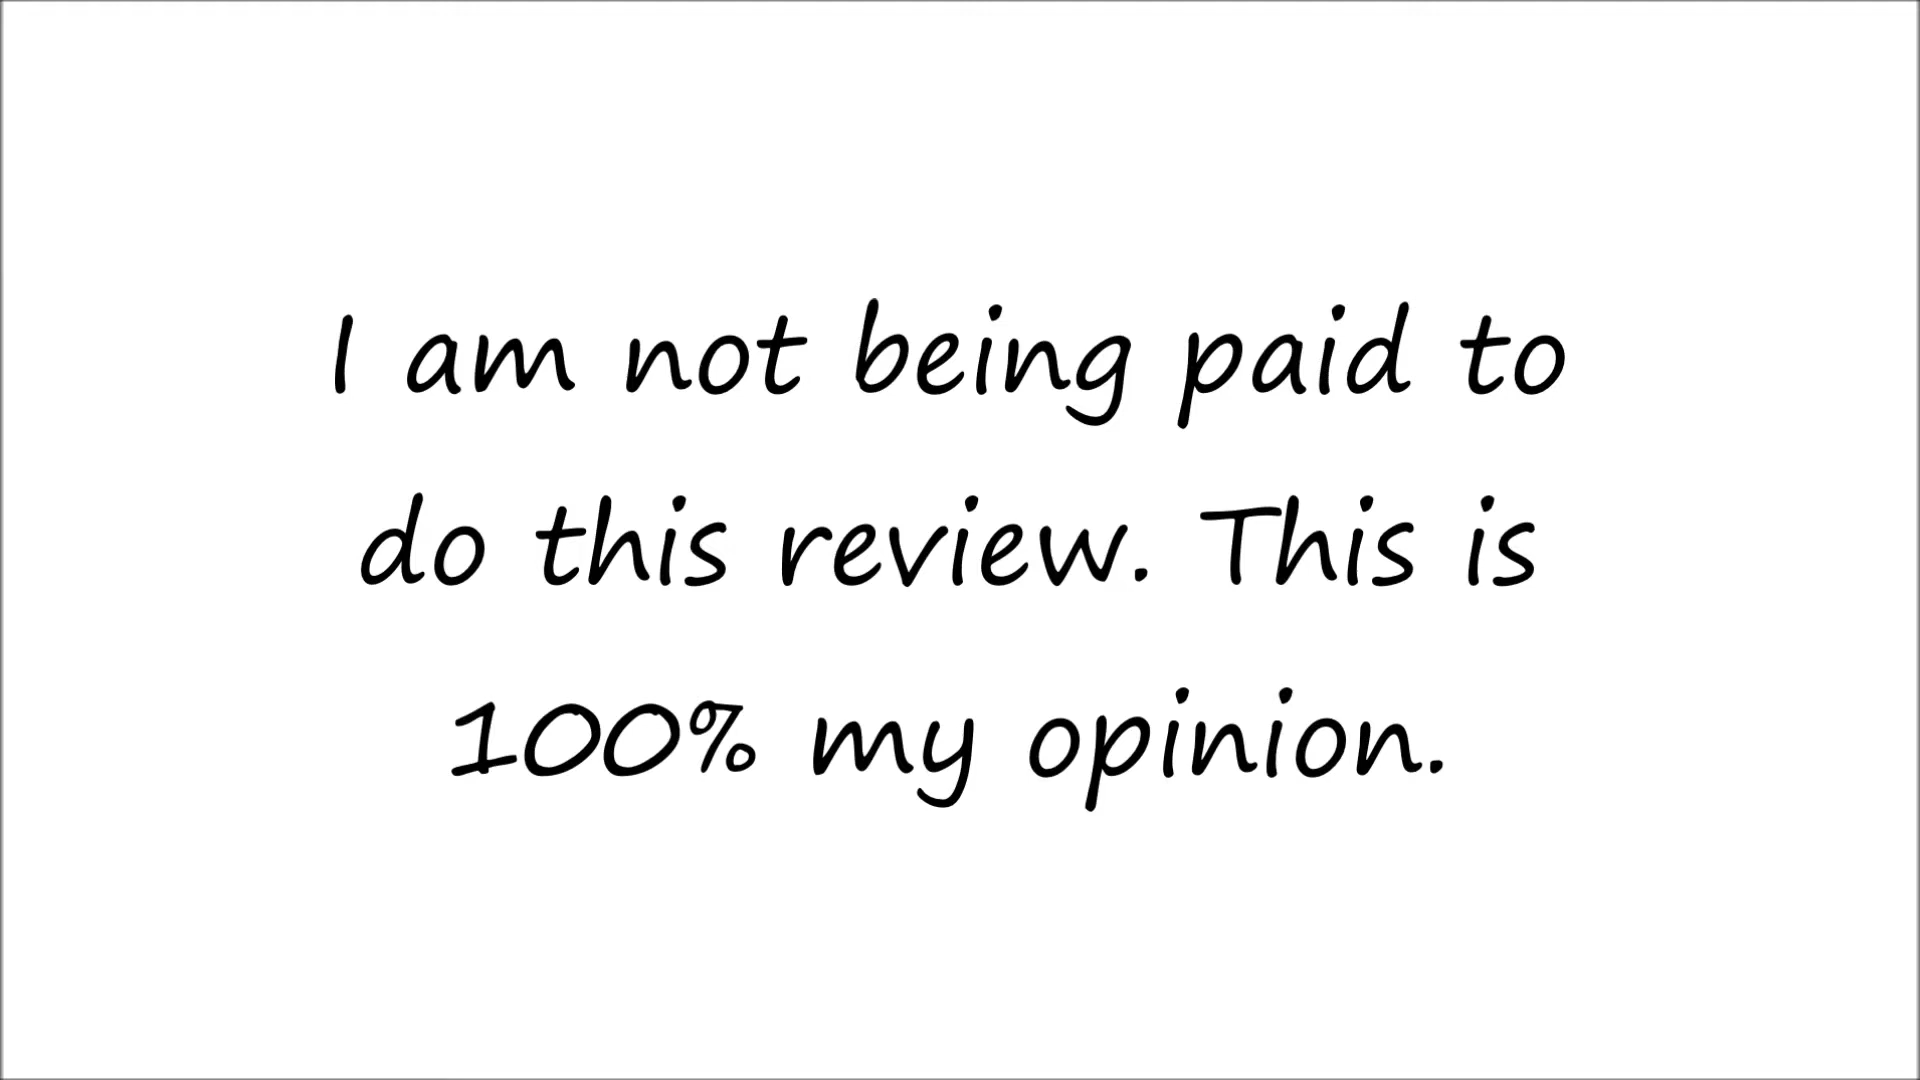 I am not being paid to
do this review. This is
100% my opinion.